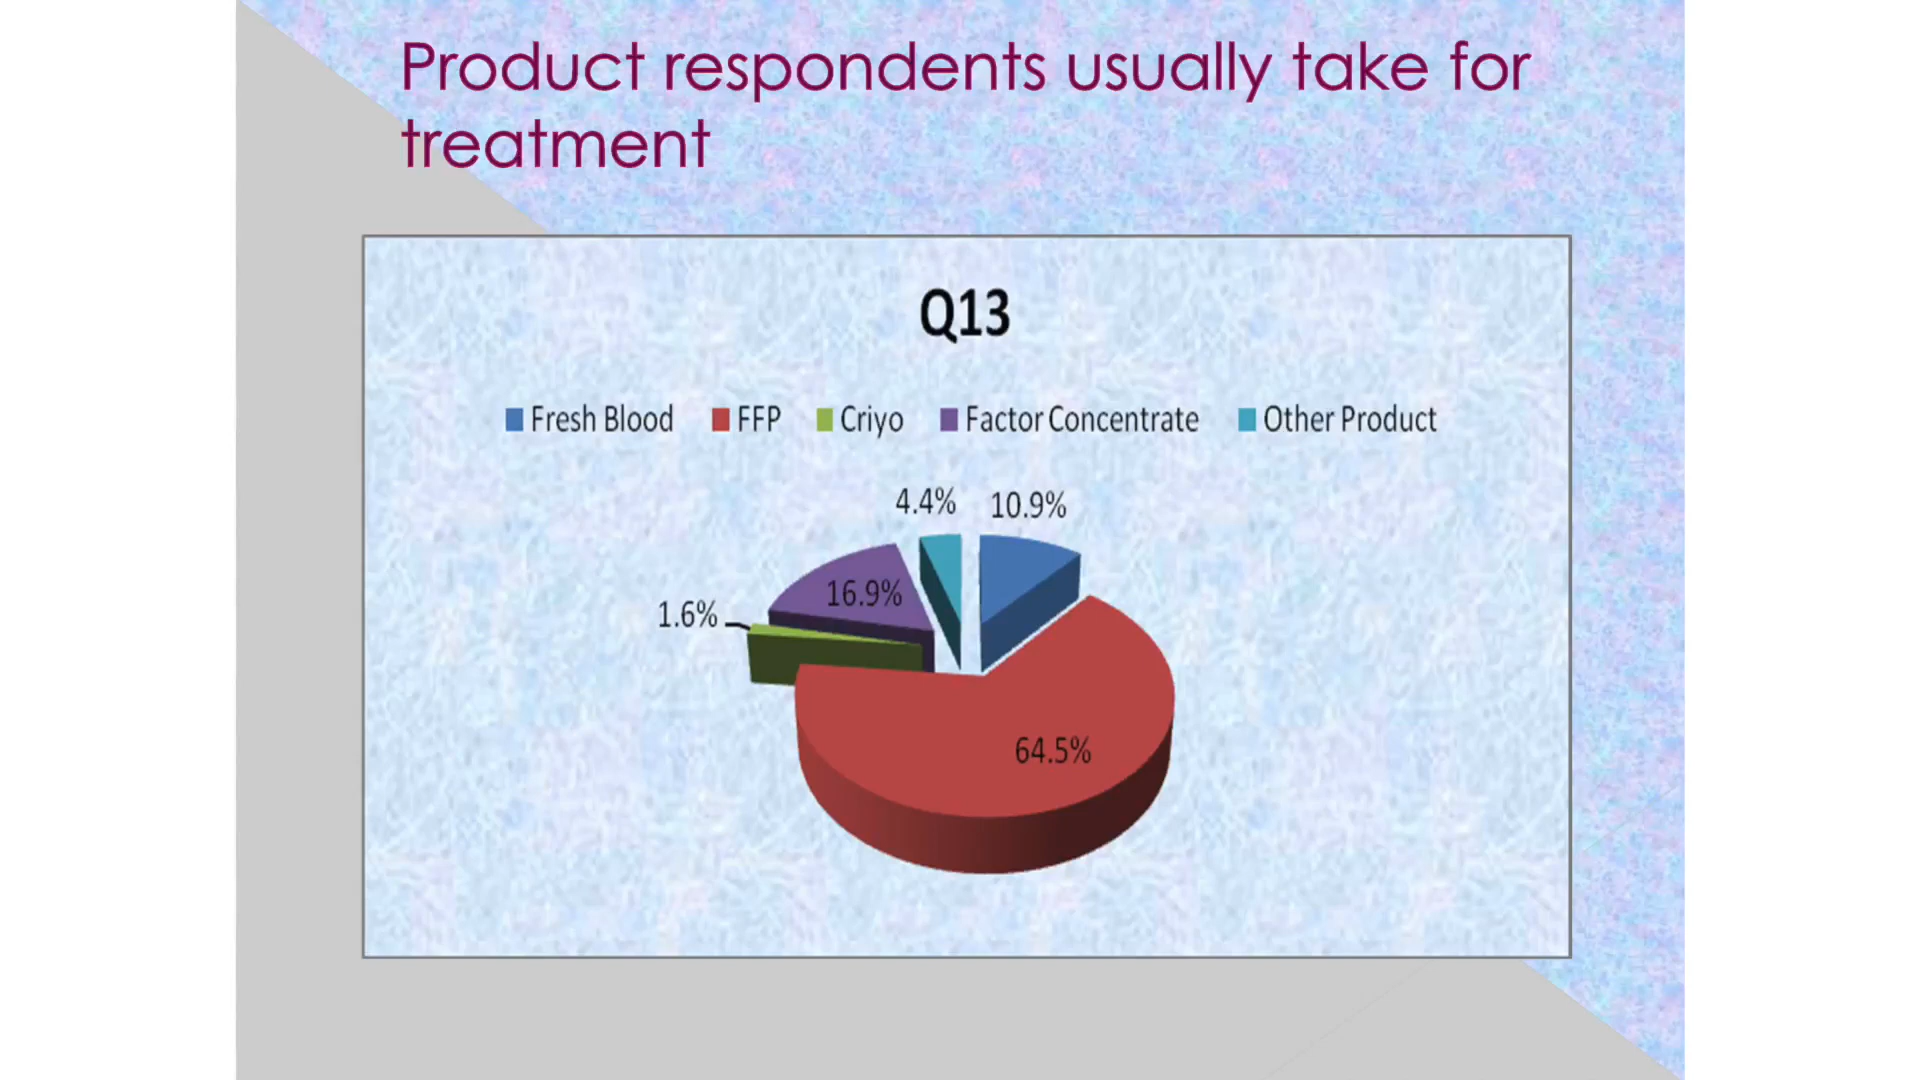 Product respondents usually take for
treatment
Q13
Fresh Blood FFP Criyo Factor Concentrate Other Product
4.4% 10.9%
16.9%
1.6%
64.5%